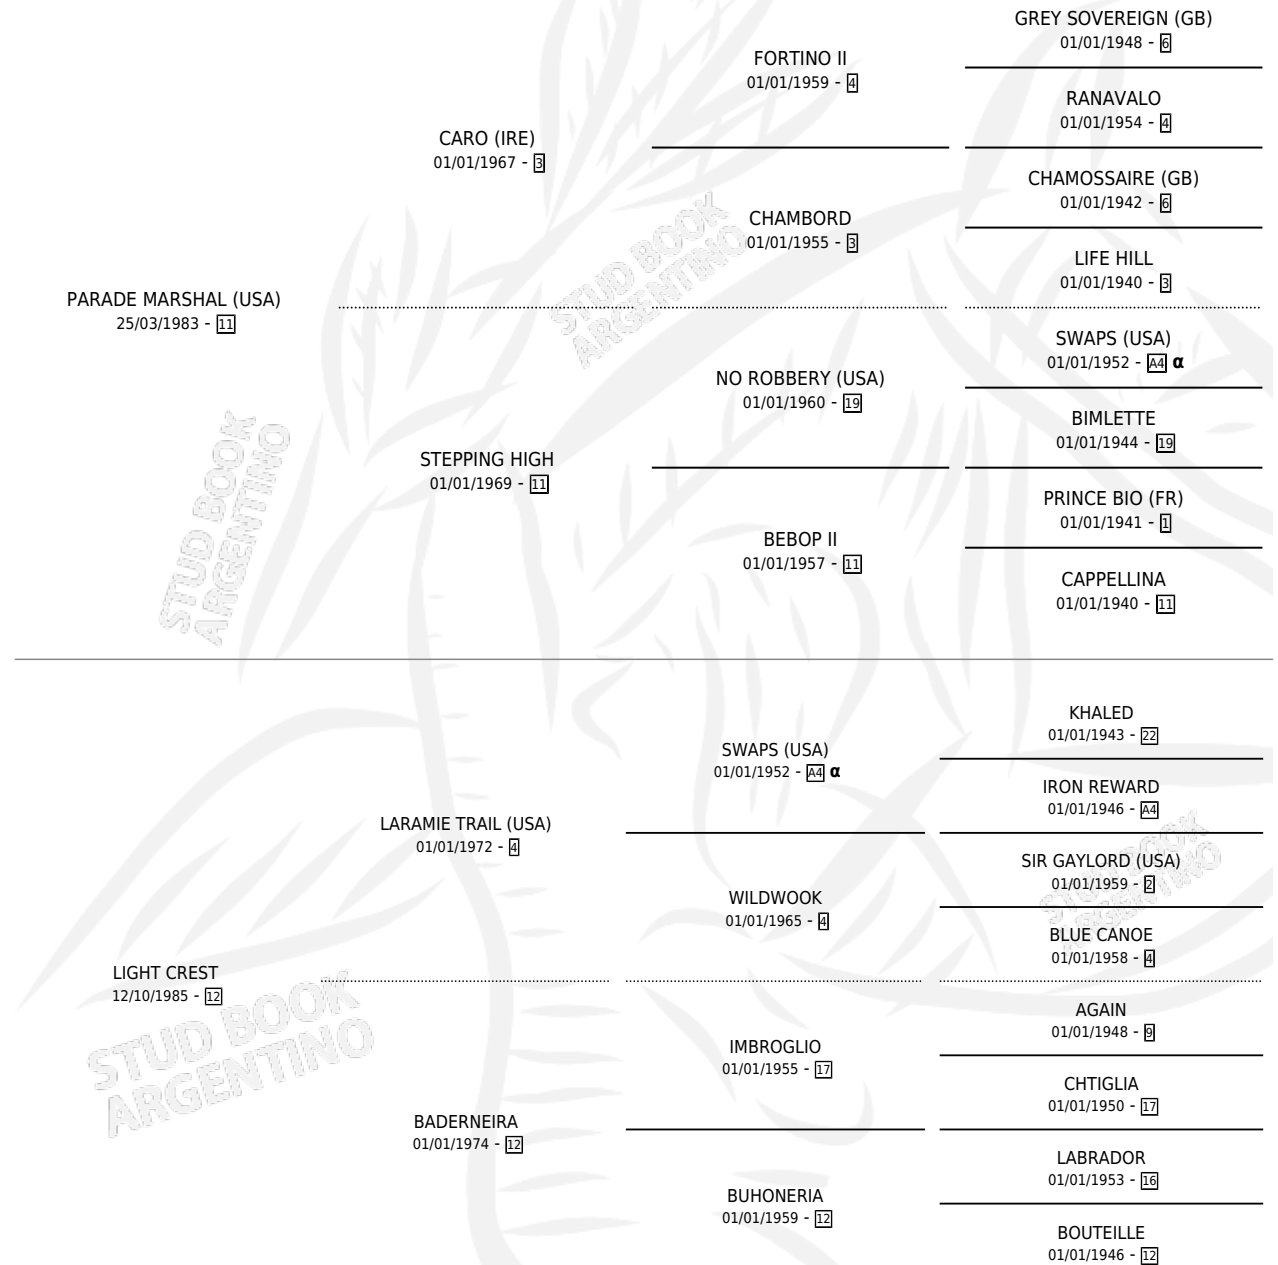 GREY SOVEREIGN (GB)
01/01/1948 - 6
FORTINO II
01/01/1959 - 4
RANAVALO
01/01/1954 - 4
CARO (IRE)
01/01/1967 - 3
CHAMOSSAIRE (GB)
01/01/1942 - 6
CHAMBORD
01/01/1955 - 3
LIFE HILL
01/01/1940 - 3
PARADE MARSHAL (USA)
25/03/1983 - 11
SWAPS (USA)
01/01/1952 - A4 α
NO ROBBERY (USA)
01/01/1960 - 19
BIMLETTE
01/01/1944 - 19
STEPPING HIGH
01/01/1969 - 11
PRINCE BIO (FR)
01/01/1941 - 1
BEBOP II
01/01/1957 - 11
CAPPELLINA
01/01/1940 - 11
KHALED
01/01/1943 - 22
SWAPS (USA)
01/01/1952 - A4 α
IRON REWARD
01/01/1946 - A4
LARAMIE TRAIL (USA)
01/01/1972 - 4
SIR GAYLORD (USA)
01/01/1959 - 2
WILDWOOK
01/01/1965 - 4
BLUE CANOE
01/01/1958 - 4
LIGHT CREST
12/10/1985 - 12
AGAIN
01/01/1948 - 9
IMBROGLIO
01/01/1955 - 17
CHTIGLIA
01/01/1950 - 17
BADERNEIRA
01/01/1974 - 12
LABRADOR
01/01/1953 - 16
BUHONERIA
01/01/1959 - 12
BOUTEILLE
01/01/1946 - 12
STUD BOOK
ARGENTINO
STUD BOOK
ARGENTINO
STUD BOOK
ARGENTINO
STUD BOOK
ARGENTINO